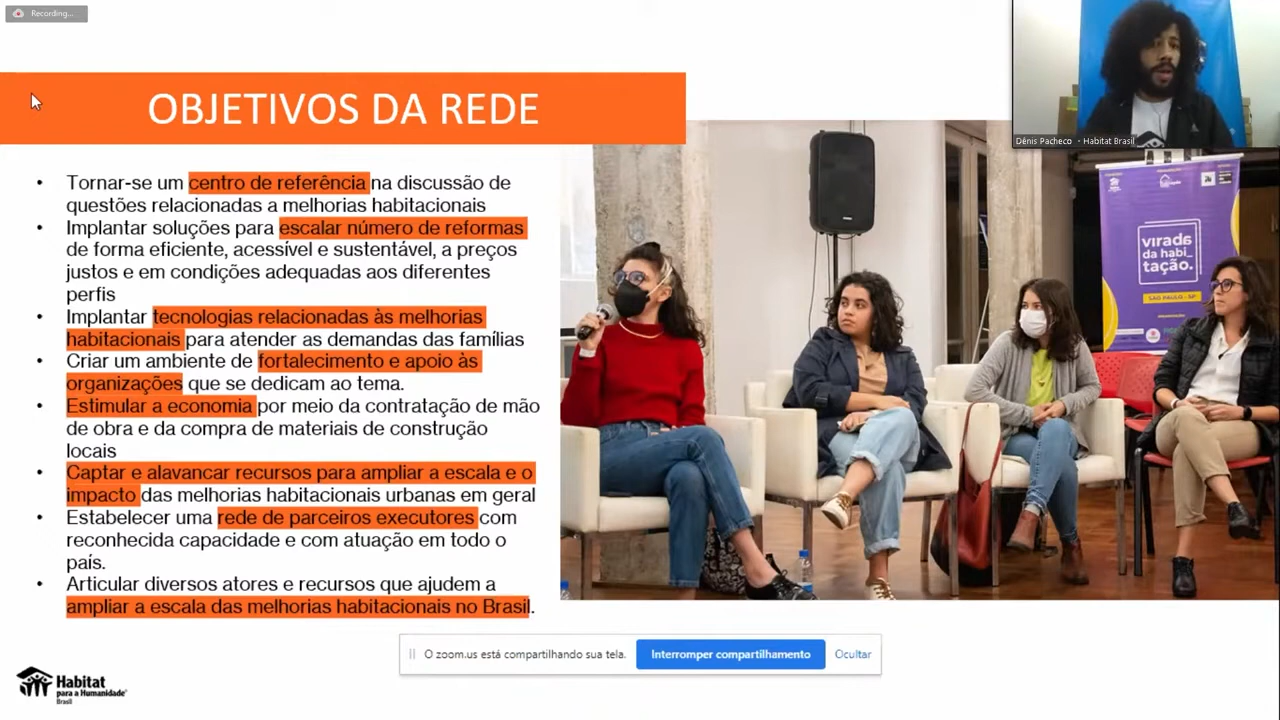 Recording...
OBJETIVOS DA REDE
Dênis Pacheco - Habitat Brasil
• Tornar-se um centro de referência na discussão de
questões relacionadas a melhorias habitacionais
• Implantar soluções para escalar número de reformas
de forma eficiente, acessível e sustentável, a preços
justos e em condições adequadas aos diferentes
perfis
• Implantar tecnologias relacionadas às melhorias
habitacionais para atender as demandas das famílias
• Criar um ambiente de fortalecimento e apoio às
organizações que se dedicam ao tema.
• Estimular a economia por meio da contratação de mão
de obra e da compra de materiais de construção
locais
• Captar e alavancar recursos para ampliar a escala e o
impacto das melhorias habitacionais urbanas em geral
• Estabelecer uma rede de parceiros executores com
reconhecida capacidade e com atuação em todo o
país.
• Articular diversos atores e recursos que ajudem a
ampliar a escala das melhorias habitacionais no Brasil.
virada
da habi_
tação.
SÃO PAULO - SP
O zoom.us está compartilhando sua tela.
Interromper compartilhamento
Ocultar
Habitat
para a Humanidade
Brasil